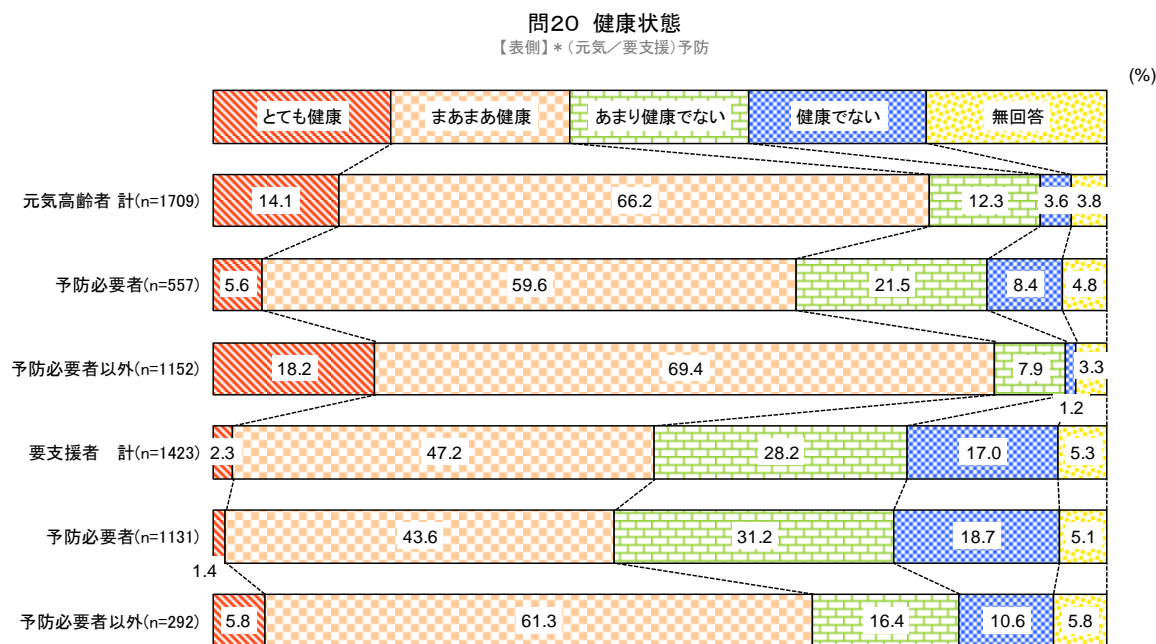 問20 健康状態
【表側】*(元気/要支援)予防
(%)
とても健康 まあまあ健康 あまり健康でない 健康でない 無回答
元気高齢者 計(n=1709) 14.1 66.2 12.3 3.6 3.8
予防必要者(n=557) 5.6 59.6 21.5 8.4 4.8
予防必要者以外(n=1152) 18.2 69.4 7.9 3.3
1.2
要支援者 計(n=1423) 2.3 47.2 28.2 17.0 5.3
予防必要者(n=1131) 43.6 31.2 18.7 5.1
1.4
予防必要者以外(n=292) 5.8 61.3 16.4 10.6 5.8